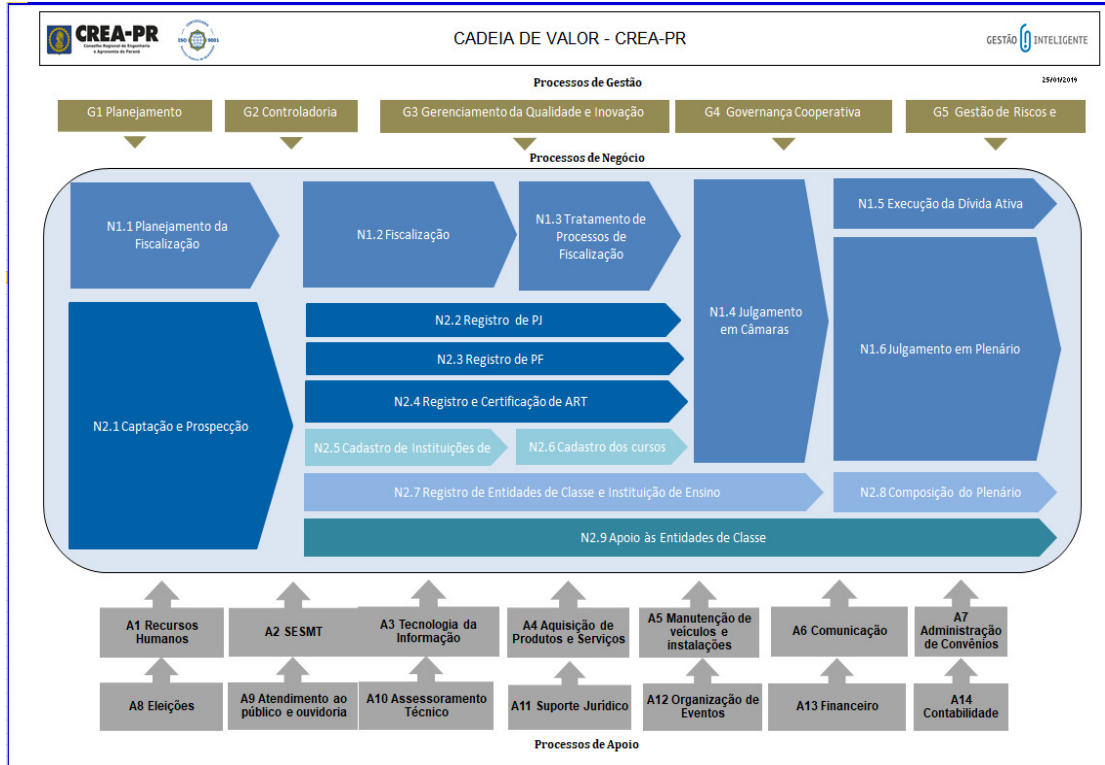 CREA-PR
Conselho Regional de Engenharia
e Agronomia do Paraná
ISO 9001
CADEIA DE VALOR - CREA-PR
GESTÃO INTELIGENTE
Processos de Gestão
25/01/2019
G1 Planejamento
G2 Controladoria
G3 Gerenciamento da Qualidade e Inovação
G4 Governança Cooperativa
G5 Gestão de Riscos e
Processos de Negócio
N1.1 Planejamento da
Fiscalização
N1.2 Fiscalização
N1.3 Tratamento de
Processos de
Fiscalização
N1.4 Julgamento
em Câmaras
N1.5 Execução da Dívida Ativa
N1.6 Julgamento em Plenário
N2.1 Captação e Prospecção
N2.2 Registro de PJ
N2.3 Registro de PF
N2.4 Registro e Certificação de ART
N2.5 Cadastro de Instituições de
N2.6 Cadastro dos cursos
N2.7 Registro de Entidades de Classe e Instituição de Ensino
N2.8 Composição do Plenário
N2.9 Apoio às Entidades de Classe
A1 Recursos
Humanos
A2 SESMT
A3 Tecnologia da
Informação
A4 Aquisição de
Produtos e Serviços
A5 Manutenção de
veículos e
instalações
A6 Comunicação
A7
Administração
de Convênios
A8 Eleições
A9 Atendimento ao
público e ouvidoria
A10 Assessoramento
Técnico
A11 Suporte Jurídico
A12 Organização de
Eventos
A13 Financeiro
A14
Contabilidade
Processos de Apoio